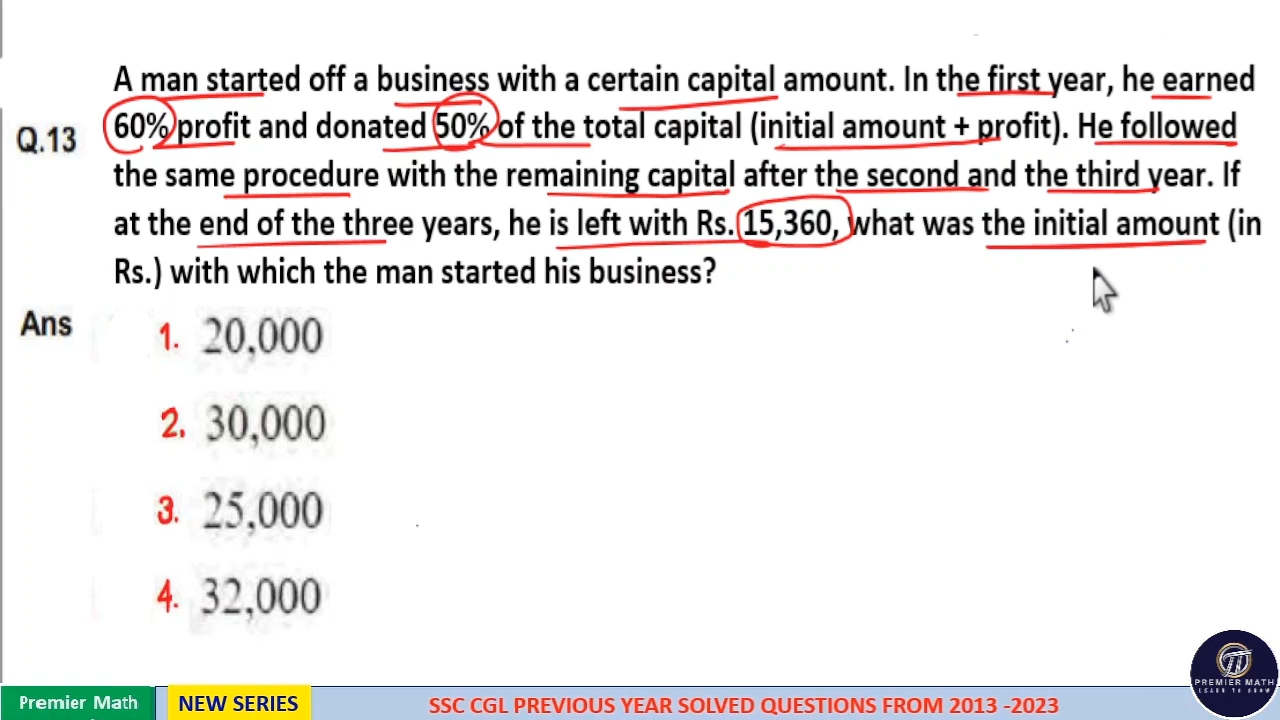 A man started off a business with a certain capital amount. In the first year, he earned
60% profit and donated 50% of the total capital (initial amount + profit). He followed
Q.13
the same procedure with the remaining capital after the second and the third year. If
at the end of the three years, he is left with Rs. 15,360, what was the initial amount (in
Rs.) with which the man started his business?
Ans
1. 20,000
2. 30,000
3. 25,000
4. 32,000
Premier Math
NEW SERIES
SSC CGL PREVIOUS YEAR SOLVED QUESTIONS FROM 2013 -2023
PREMIER MATH
LEARN TO GROW